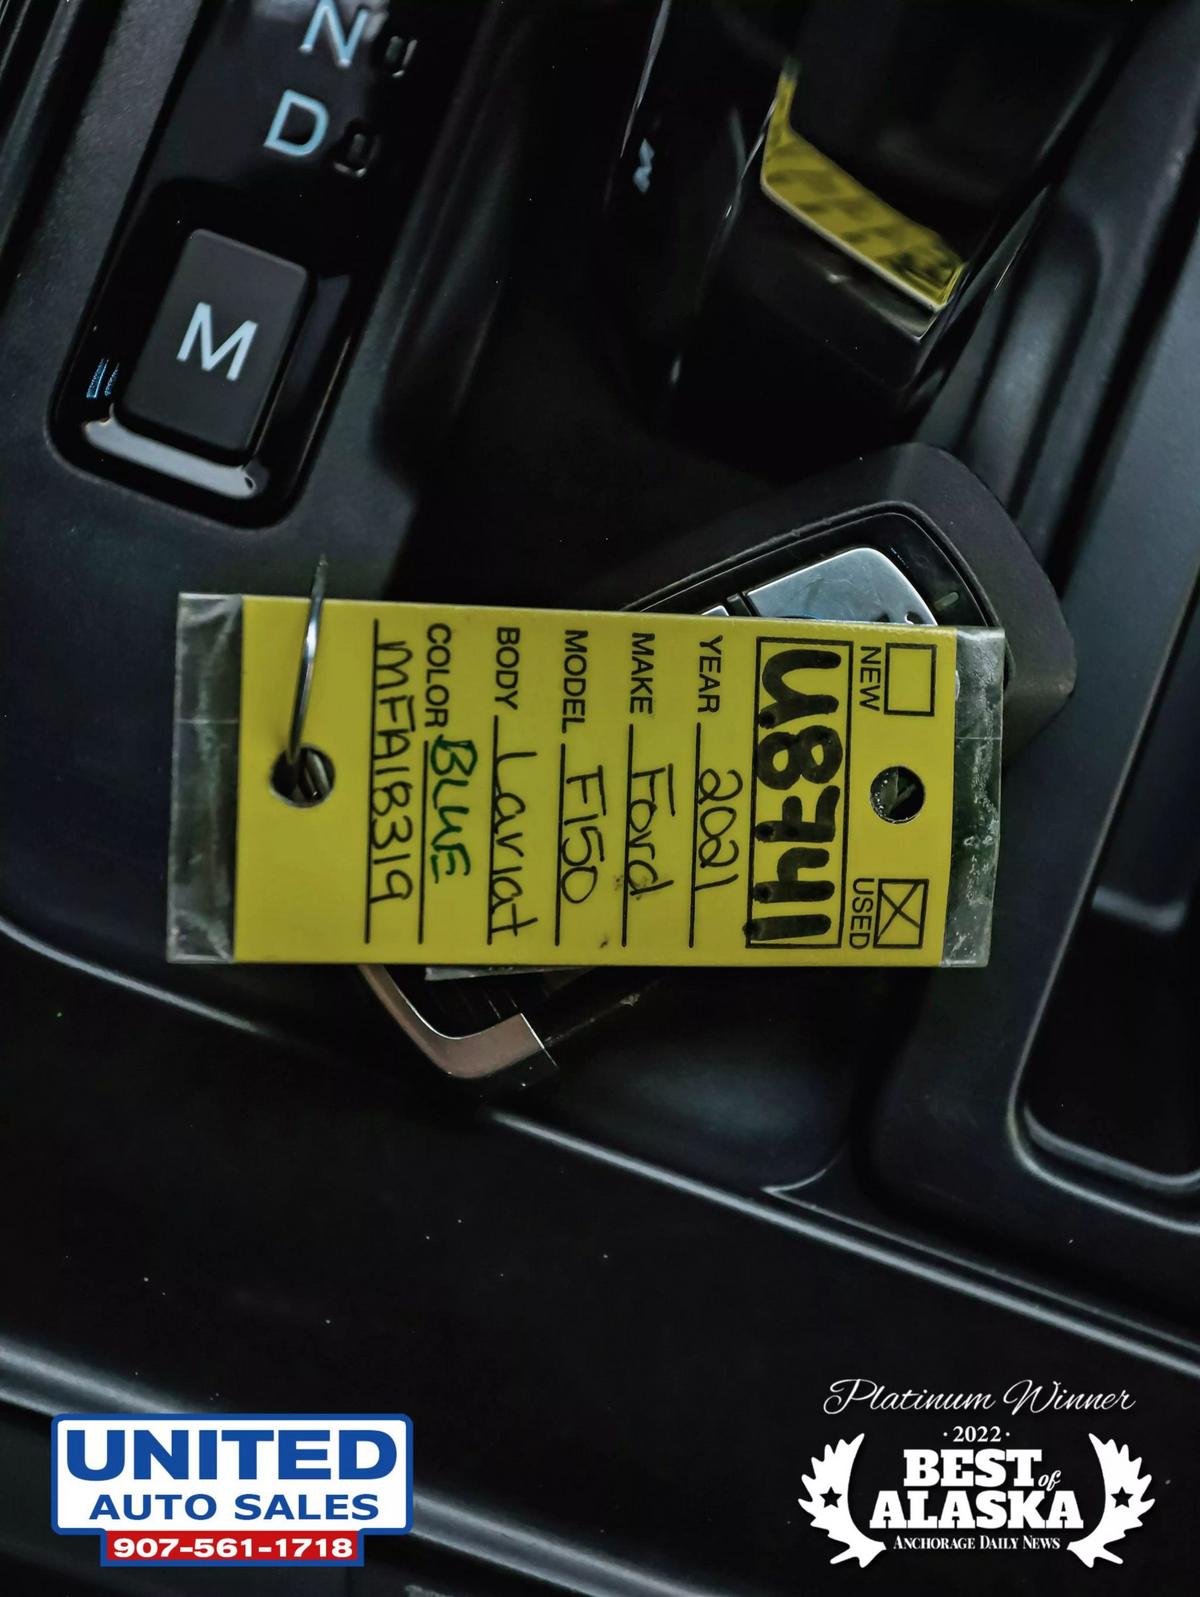 N
D
M
NEW
USED
U8741
YEAR 2021
MAKE Ford
MODEL F150
BODY Lariat
COLOR BLUE
MFA18319
UNITED
AUTO SALES
907-561-1718
Platinum Winner
·2022·
BEST of
ALASKA
ANCHORAGE DAILY NEWS